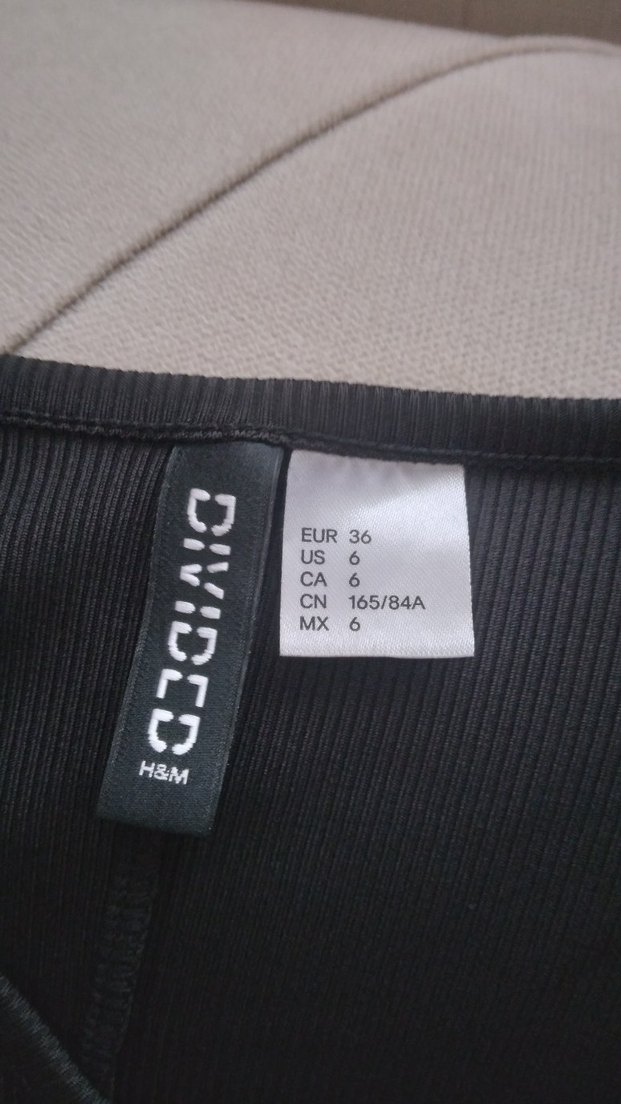 DIVIDED
H&M
EUR 36
US 6
CA 6
CN 165/84A
MX 6